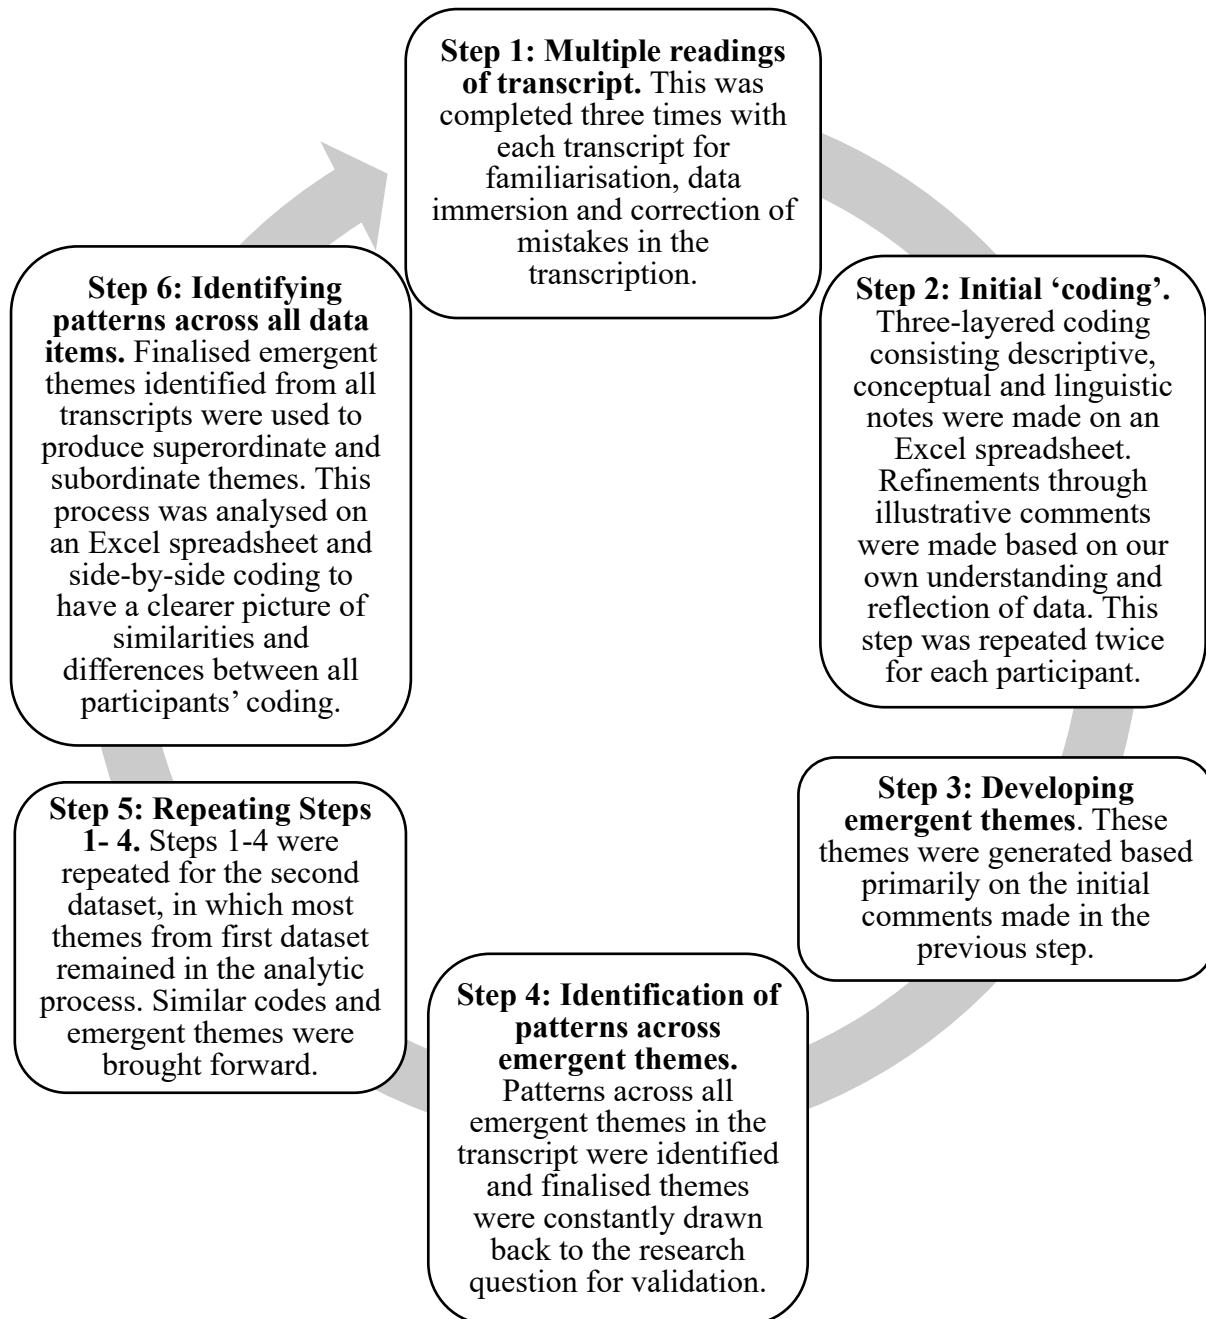 Step 1: Multiple readings
of transcript. This was
completed three times with
each transcript for
familiarisation, data
immersion and correction of
mistakes in the
transcription.
Step 2: Initial ‘coding’.
Three-layered coding
consisting descriptive,
conceptual and linguistic
notes were made on an
Excel spreadsheet.
Refinements through
illustrative comments
were made based on our
own understanding and
reflection of data. This
step was repeated twice
for each participant.
Step 3: Developing
emergent themes. These
themes were generated based
primarily on the initial
comments made in the
previous step.
Step 4: Identification of
patterns across
emergent themes.
Patterns across all
emergent themes in the
transcript were identified
and finalised themes
were constantly drawn
back to the research
question for validation.
Step 5: Repeating Steps
1- 4. Steps 1-4 were
repeated for the second
dataset, in which most
themes from first dataset
remained in the analytic
process. Similar codes and
emergent themes were
brought forward.
Step 6: Identifying
patterns across all data
items. Finalised emergent
themes identified from all
transcripts were used to
produce superordinate and
subordinate themes. This
process was analysed on
an Excel spreadsheet and
side-by-side coding to
have a clearer picture of
similarities and
differences between all
participants’ coding.